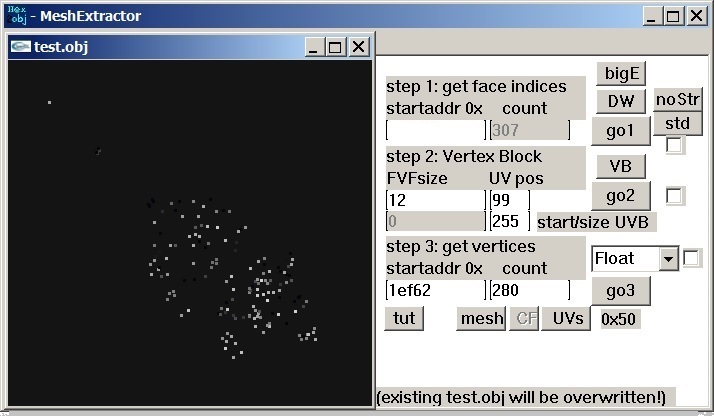 Hex obj - MeshExtractor
test.obj
step 1: get face indices
startaddr 0x count
307
bigE
DW
go1
noStr
std
step 2: Vertex Block
FVFsize UV pos
12 99
0 255 start/size UVB
VB
go2
step 3: get vertices
startaddr 0x count
1ef62 280
Float
go3
tut mesh CF UVs 0x50
(existing test.obj will be overwritten!)